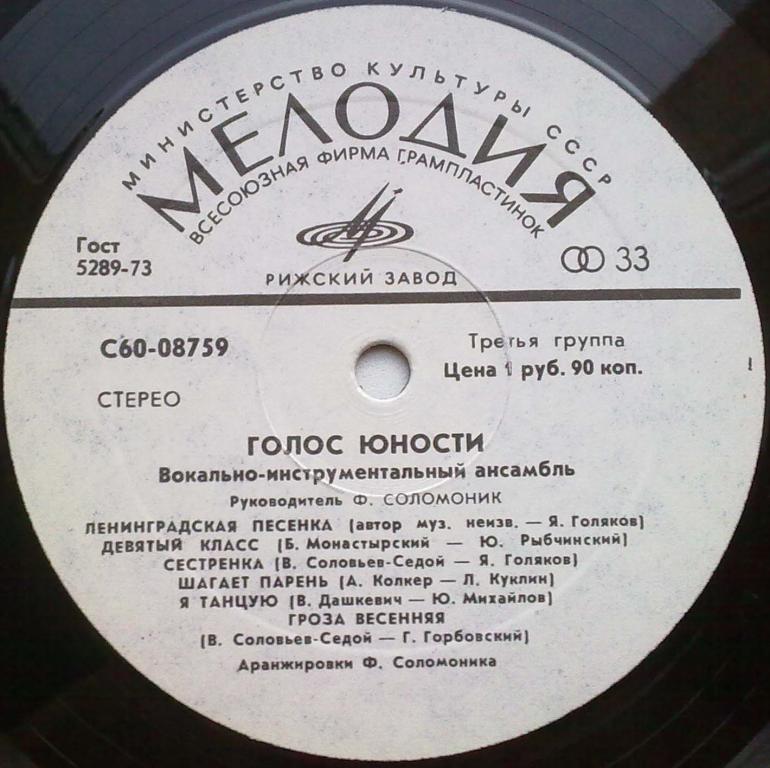 МИНИСТЕРСТВО КУЛЬТУРЫ СССР
МЕЛОДИЯ
ВСЕСОЮЗНАЯ ФИРМА ГРАМПЛАСТИНОК
Гост
5289-73
33
РИЖСКИЙ ЗАВОД
С60-08759
Третья группа
Цена 1 руб. 90 коп.
СТЕРЕО
ГОЛОС ЮНОСТИ
Вокально-инструментальный ансамбль
Руководитель Ф. СОЛОМОНИК
ЛЕНИНГРАДСКАЯ ПЕСЕНКА (автор муз. неизв. — Я. Голяков)
ДЕВЯТЫЙ КЛАСС (Б. Монастырский — Ю. Рыбчинский)
СЕСТРЕНКА (В. Соловьев-Седой — Я. Голяков)
ШАГАЕТ ПАРЕНЬ (А. Колкер — Л. Куклин)
Я ТАНЦУЮ (В. Дашкевич — Ю. Михайлов)
ГРОЗА ВЕСЕННЯЯ
(В. Соловьев-Седой — Г. Горбовский)
Аранжировки Ф. Соломоника